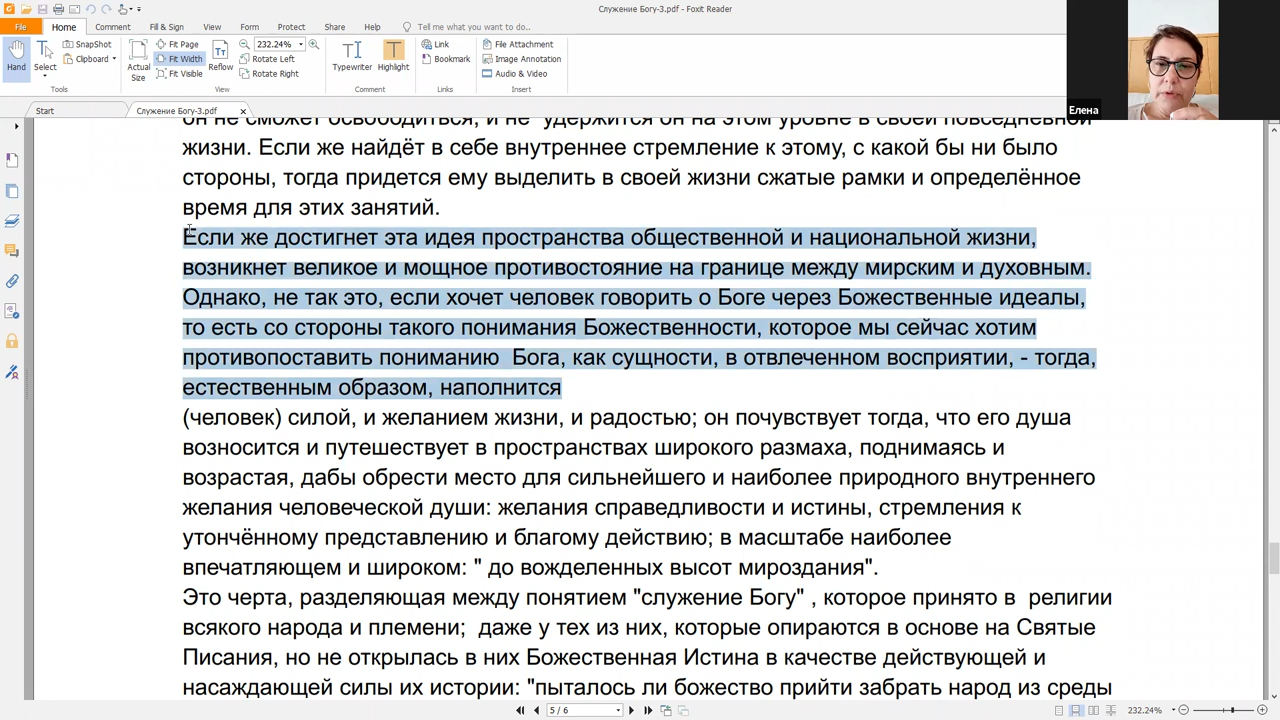 Служение Богу-3.pdf - Foxit Reader
File Home Comment Fill & Sign View Form Protect Share Help Tell me what you want to do...
Hand Select SnapShot Clipboard Actual Size Fit Page Fit Width Fit Visible Reflow 232.24% Rotate Left Rotate Right Typewriter Highlight Link Bookmark File Attachment Image Annotation Audio & Video
Tools View Comment Links Insert
Елена
Start Служение Богу-3.pdf
он не сможет освободиться, и не удержится он на этом уровне в своей повседневной
жизни. Если же найдёт в себе внутреннее стремление к этому, с какой бы ни было
стороны, тогда придется ему выделить в своей жизни сжатые рамки и определённое
время для этих занятий.
Если же достигнет эта идея пространства общественной и национальной жизни,
возникнет великое и мощное противостояние на границе между мирским и духовным.
Однако, не так это, если хочет человек говорить о Боге через Божественные идеалы,
то есть со стороны такого понимания Божественности, которое мы сейчас хотим
противопоставить пониманию Бога, как сущности, в отвлеченном восприятии, - тогда,
естественным образом, наполнится
(человек) силой, и желанием жизни, и радостью; он почувствует тогда, что его душа
возносится и путешествует в пространствах широкого размаха, поднимаясь и
возрастая, дабы обрести место для сильнейшего и наиболее природного внутреннего
желания человеческой души: желания справедливости и истины, стремления к
утончённому представлению и благому действию; в масштабе наиболее
впечатляющем и широком: " до вожделенных высот мироздания".
Это черта, разделяющая между понятием "служение Богу" , которое принято в религии
всякого народа и племени; даже у тех из них, которые опираются в основе на Святые
Писания, но не открылась в них Божественная Истина в качестве действующей и
насаждающей силы их истории: "пыталось ли божество прийти забрать народ из среды
5 / 6 232.24%